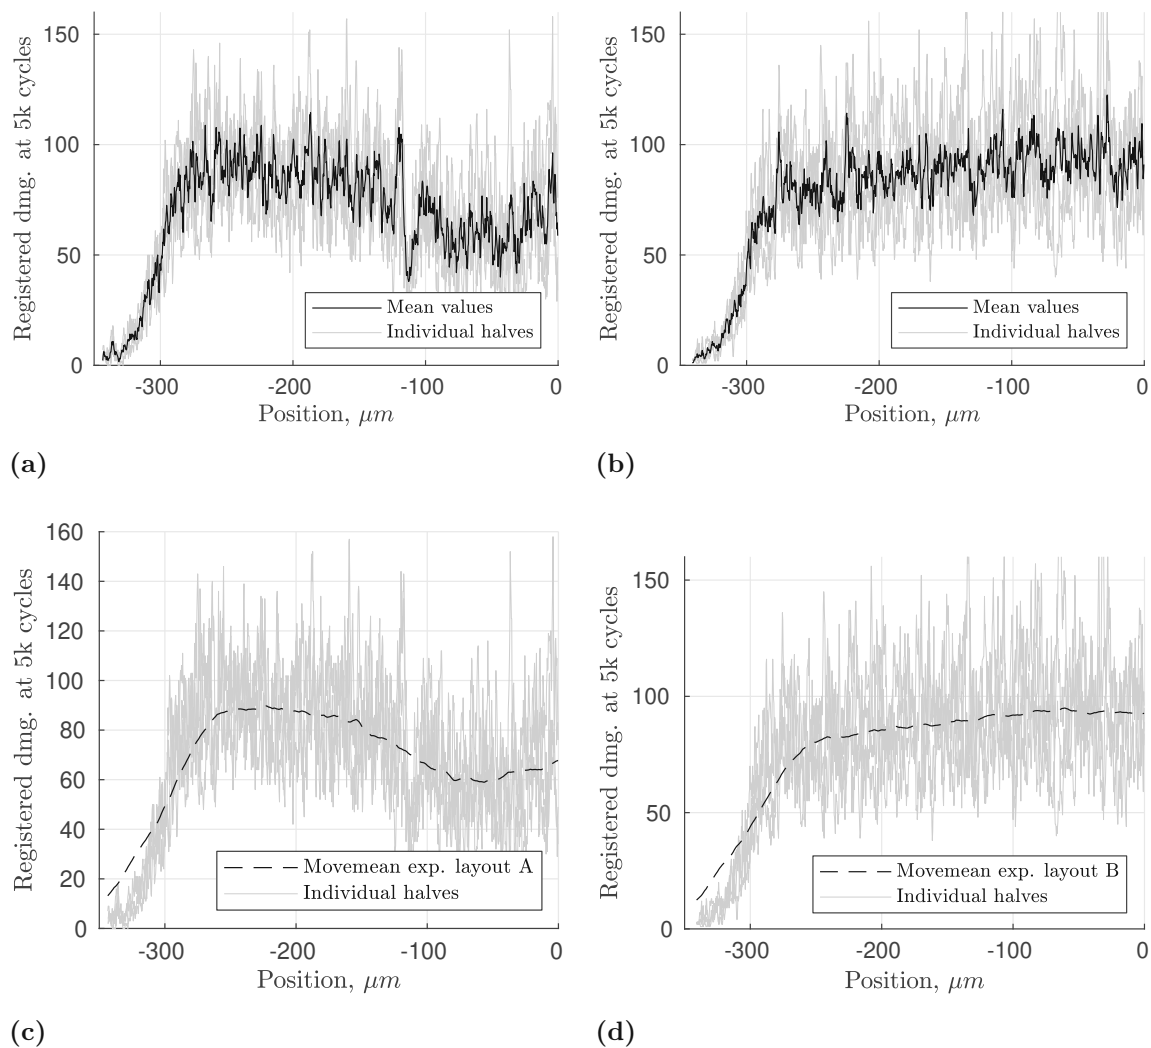 150
100
50
0
Registered dmg. at 5k cycles
Mean values
Individual halves
-300
-200
-100
0
Position, μm
(a)
150
100
50
0
Registered dmg. at 5k cycles
Mean values
Individual halves
-300
-200
-100
0
Position, μm
(b)
160
140
120
100
80
60
40
20
0
Registered dmg. at 5k cycles
Movemean exp. layout A
Individual halves
-300
-200
-100
0
Position, μm
(c)
150
100
50
0
Registered dmg. at 5k cycles
Movemean exp. layout B
Individual halves
-300
-200
-100
0
Position, μm
(d)